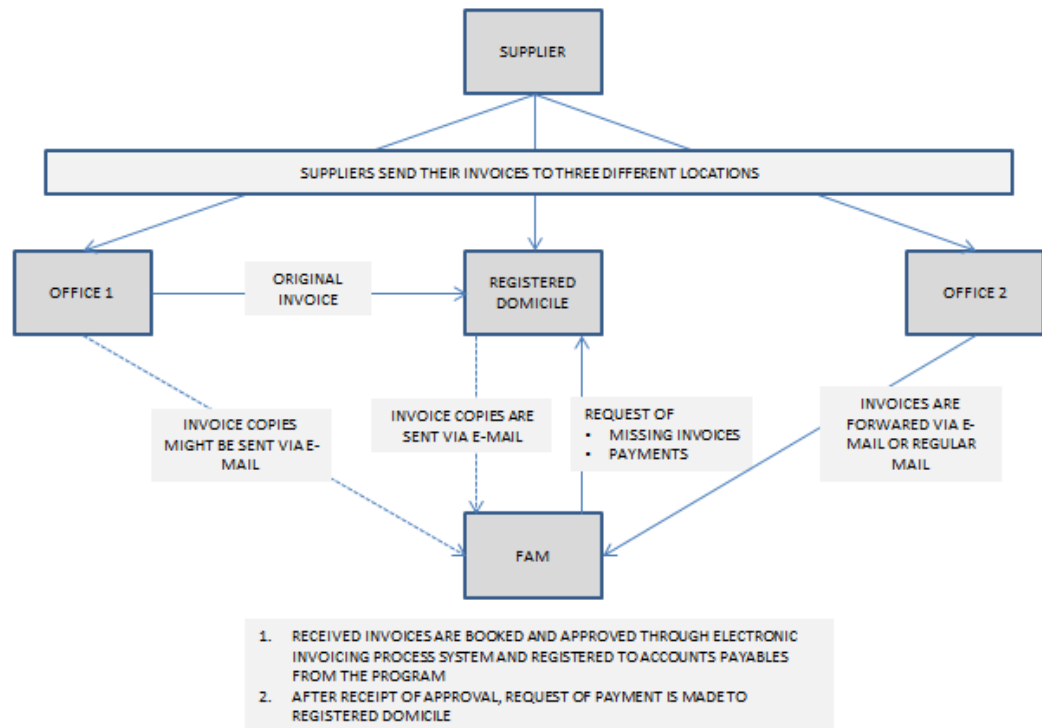 SUPPLIER
SUPPLIERS SEND THEIR INVOICES TO THREE DIFFERENT LOCATIONS
OFFICE 1
ORIGINAL
INVOICE
REGISTERED
DOMICILE
OFFICE 2
INVOICE COPIES
MIGHT BE SENT VIA E-
MAIL
INVOICE COPIES ARE
SENT VIA E-MAIL
REQUEST OF
• MISSING INVOICES
• PAYMENTS
INVOICES ARE
FORWARED VIA E-
MAIL OR REGULAR
MAIL
FAM
1. RECEIVED INVOICES ARE BOOKED AND APPROVED THROUGH ELECTRONIC
INVOICING PROCESS SYSTEM AND REGISTERED TO ACCOUNTS PAYABLES
FROM THE PROGRAM
2. AFTER RECEIPT OF APPROVAL, REQUEST OF PAYMENT IS MADE TO
REGISTERED DOMICILE